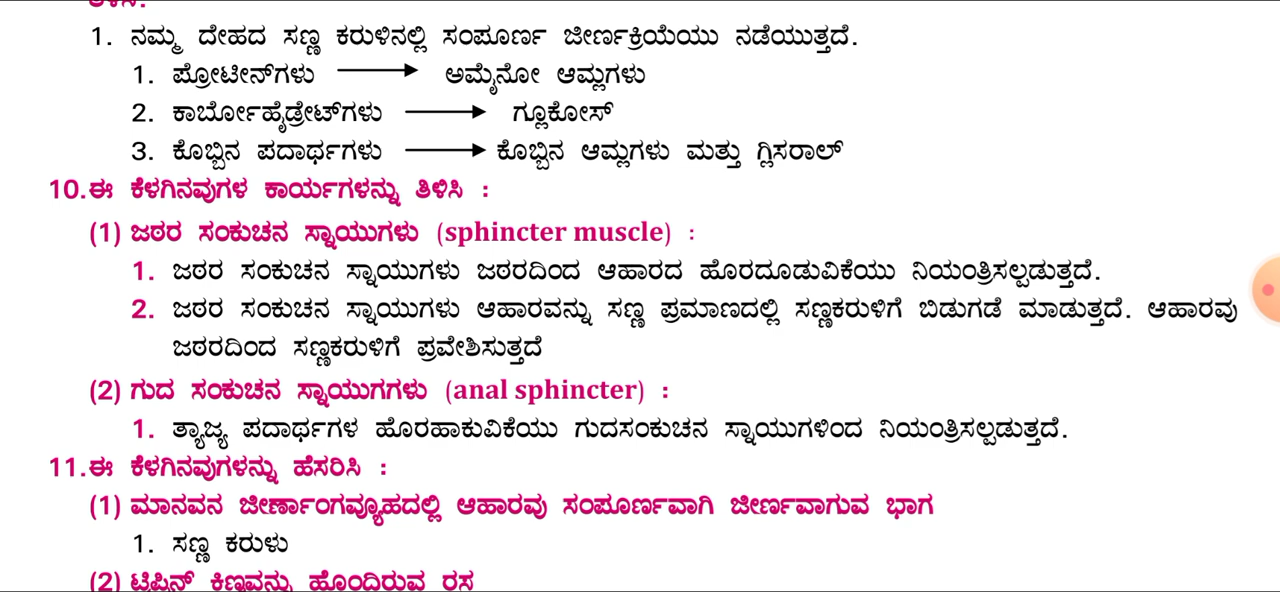 1. ನಮ್ಮ ದೇಹದ ಸಣ್ಣ ಕರುಳಿನಲ್ಲಿ ಸಂಪೂರ್ಣ ಜೀರ್ಣಕ್ರಿಯೆಯು ನಡೆಯುತ್ತದೆ.
1. ಪ್ರೋಟೀನ್‌ಗಳು → ಅಮೈನೋ ಆಮ್ಲಗಳು
2. ಕಾರ್ಬೋಹೈಡ್ರೇಟ್‌ಗಳು → ಗ್ಲೂಕೋಸ್
3. ಕೊಬ್ಬಿನ ಪದಾರ್ಥಗಳು → ಕೊಬ್ಬಿನ ಆಮ್ಲಗಳು ಮತ್ತು ಗ್ಲಿಸರಾಲ್
10.ಈ ಕೆಳಗಿನವುಗಳ ಕಾರ್ಯಗಳನ್ನು ತಿಳಿಸಿ :
(1) ಜಠರ ಸಂಕುಚನ ಸ್ನಾಯುಗಳು (sphincter muscle) :
1. ಜಠರ ಸಂಕುಚನ ಸ್ನಾಯುಗಳು ಜಠರದಿಂದ ಆಹಾರದ ಹೊರದೂಡುವಿಕೆಯು ನಿಯಂತ್ರಿಸಲ್ಪಡುತ್ತದೆ.
2. ಜಠರ ಸಂಕುಚನ ಸ್ನಾಯುಗಳು ಆಹಾರವನ್ನು ಸಣ್ಣ ಪ್ರಮಾಣದಲ್ಲಿ ಸಣ್ಣಕರುಳಿಗೆ ಬಿಡುಗಡೆ ಮಾಡುತ್ತದೆ. ಆಹಾರವು
ಜಠರದಿಂದ ಸಣ್ಣಕರುಳಿಗೆ ಪ್ರವೇಶಿಸುತ್ತದೆ
(2) ಗುದ ಸಂಕುಚನ ಸ್ನಾಯುಗಗಳು (anal sphincter) :
1. ತ್ಯಾಜ್ಯ ಪದಾರ್ಥಗಳ ಹೊರಹಾಕುವಿಕೆಯು ಗುದಸಂಕುಚನ ಸ್ನಾಯುಗಳಿಂದ ನಿಯಂತ್ರಿಸಲ್ಪಡುತ್ತದೆ.
11.ಈ ಕೆಳಗಿನವುಗಳನ್ನು ಹೆಸರಿಸಿ :
(1) ಮಾನವನ ಜೀರ್ಣಾಂಗವ್ಯೂಹದಲ್ಲಿ ಆಹಾರವು ಸಂಪೂರ್ಣವಾಗಿ ಜೀರ್ಣವಾಗುವ ಭಾಗ
1. ಸಣ್ಣ ಕರುಳು
(2) ಟ್ರಿಪ್ಸಿನ್ ಕಿಣ್ವವನ್ನು ಹೊಂದಿರುವ ರಸ